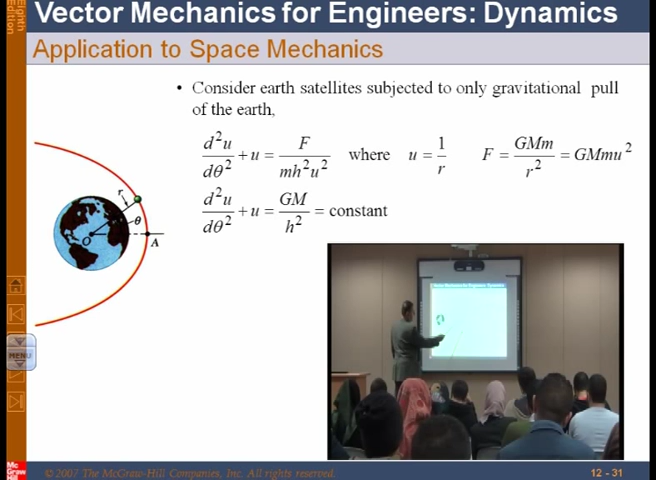 Eighth
Edition
Vector Mechanics for Engineers: Dynamics
Application to Space Mechanics
• Consider earth satellites subjected to only gravitational pull
of the earth,
d²u/dθ² + u = F/mh²u² where u = 1/r F = GMm/r² = GMmu²
d²u/dθ² + u = GM/h² = constant
r
θ
O
A
MENU
Mc
Graw
Hill
© 2007 The McGraw-Hill Companies, Inc. All rights reserved.
12 - 31